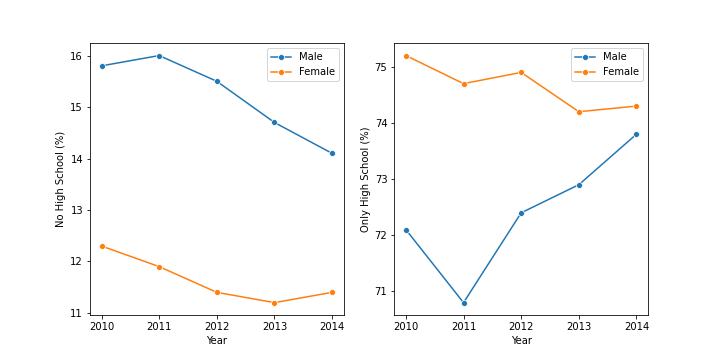 Male
Female
16
15
14
13
12
11
No High School (%)
2010 2011 2012 2013 2014
Year
Male
Female
75
74
73
72
71
Only High School (%)
2010 2011 2012 2013 2014
Year